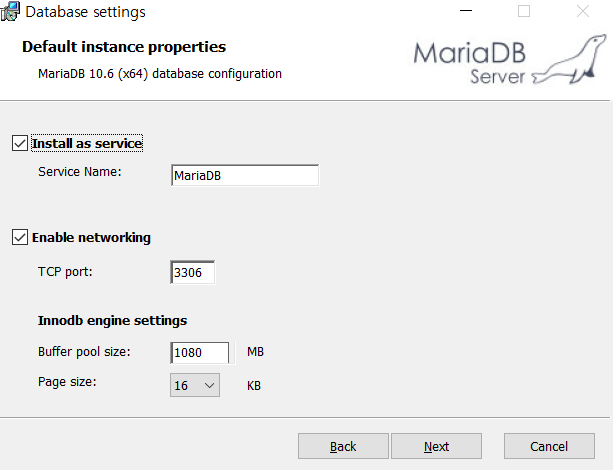 Database settings
Default instance properties
MariaDB 10.6 (x64) database configuration
MariaDB
Server
Install as service
Service Name: MariaDB
Enable networking
TCP port: 3306
Innodb engine settings
Buffer pool size: 1080 MB
Page size: 16 KB
Back Next Cancel